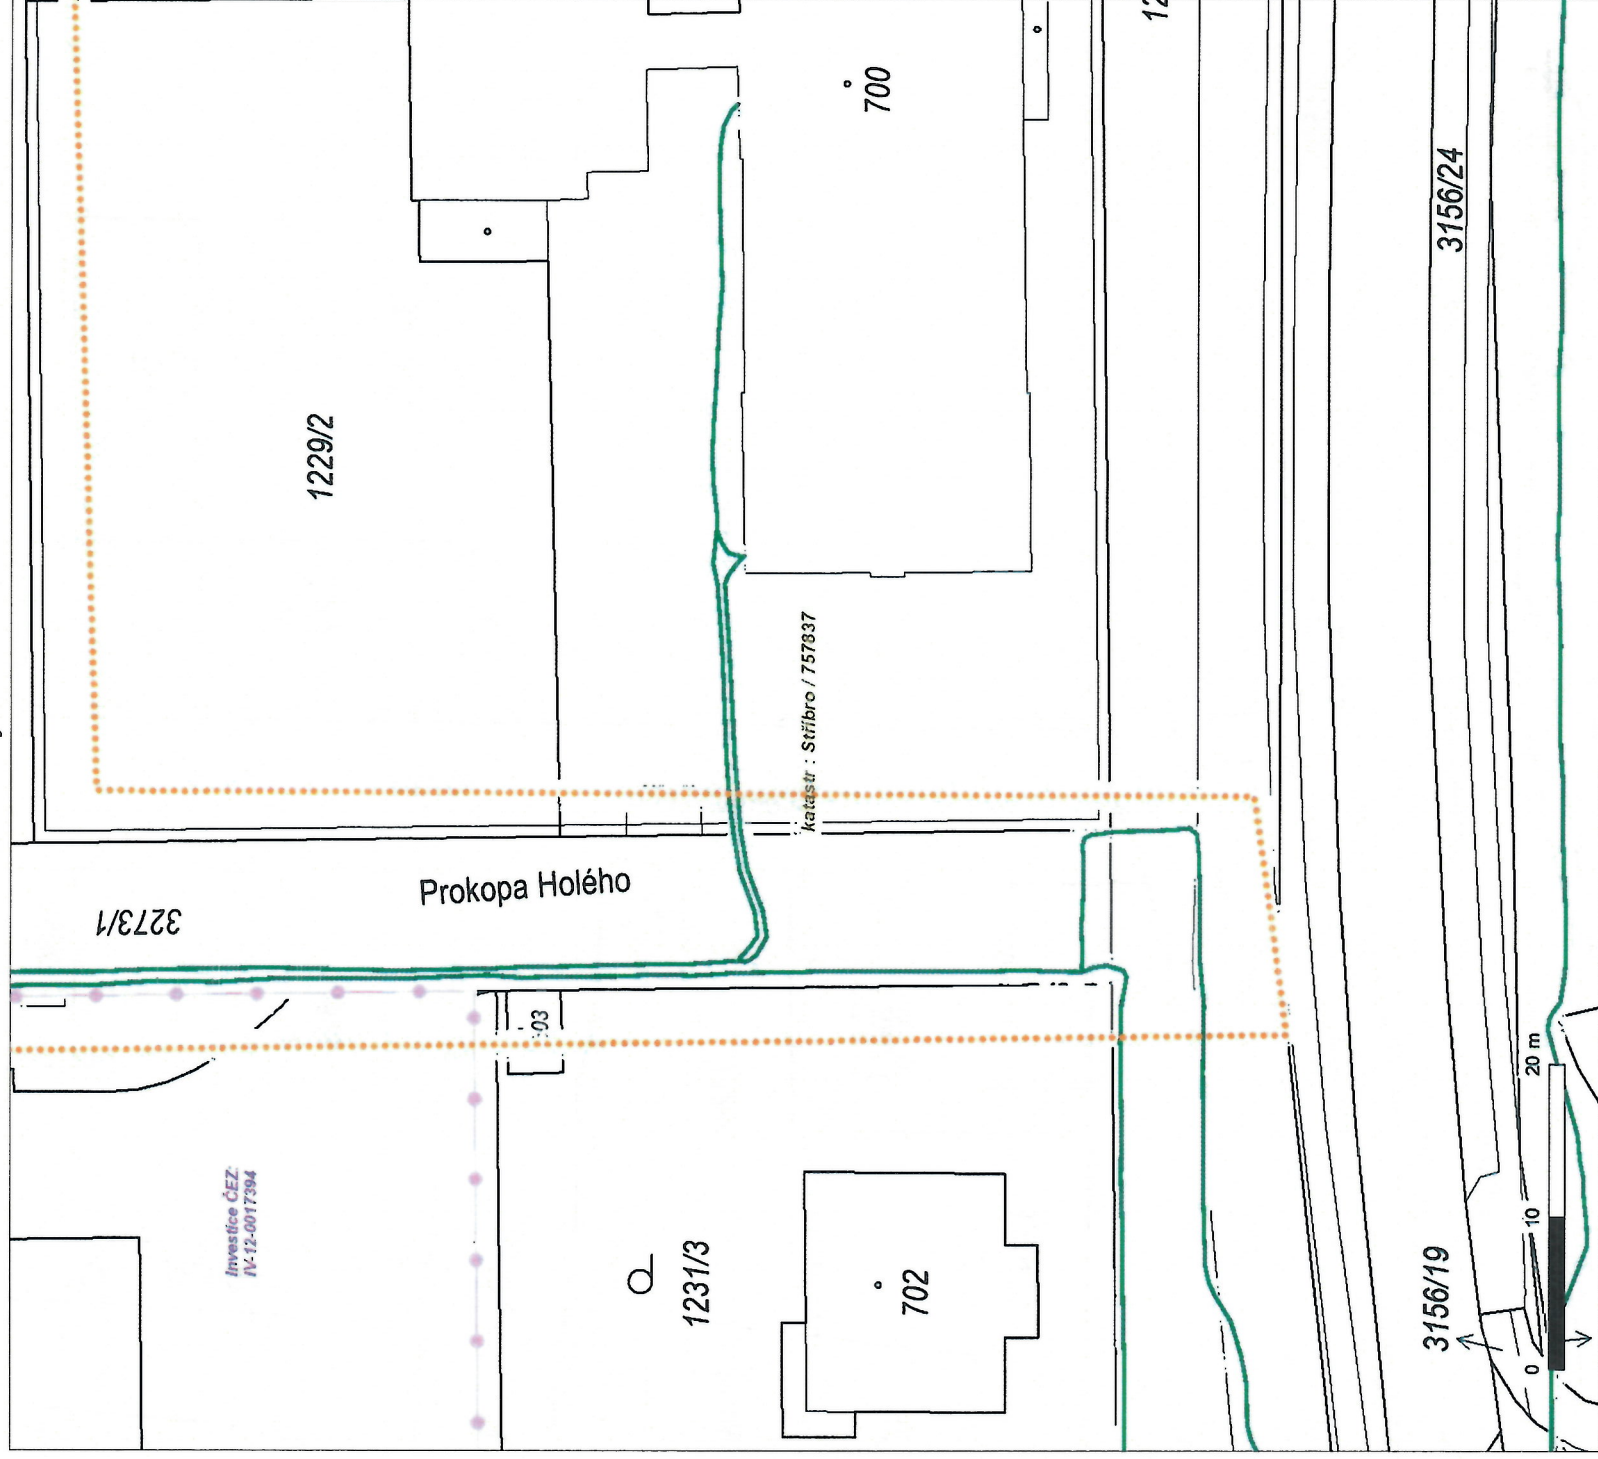 700
3156/24
1229/2
katastr : Stříbro / 757837
Prokopa Holého
3273/1
Investice ČEZ:
IV-12-0017394
1231/3
702
3156/19
0
10
20 m